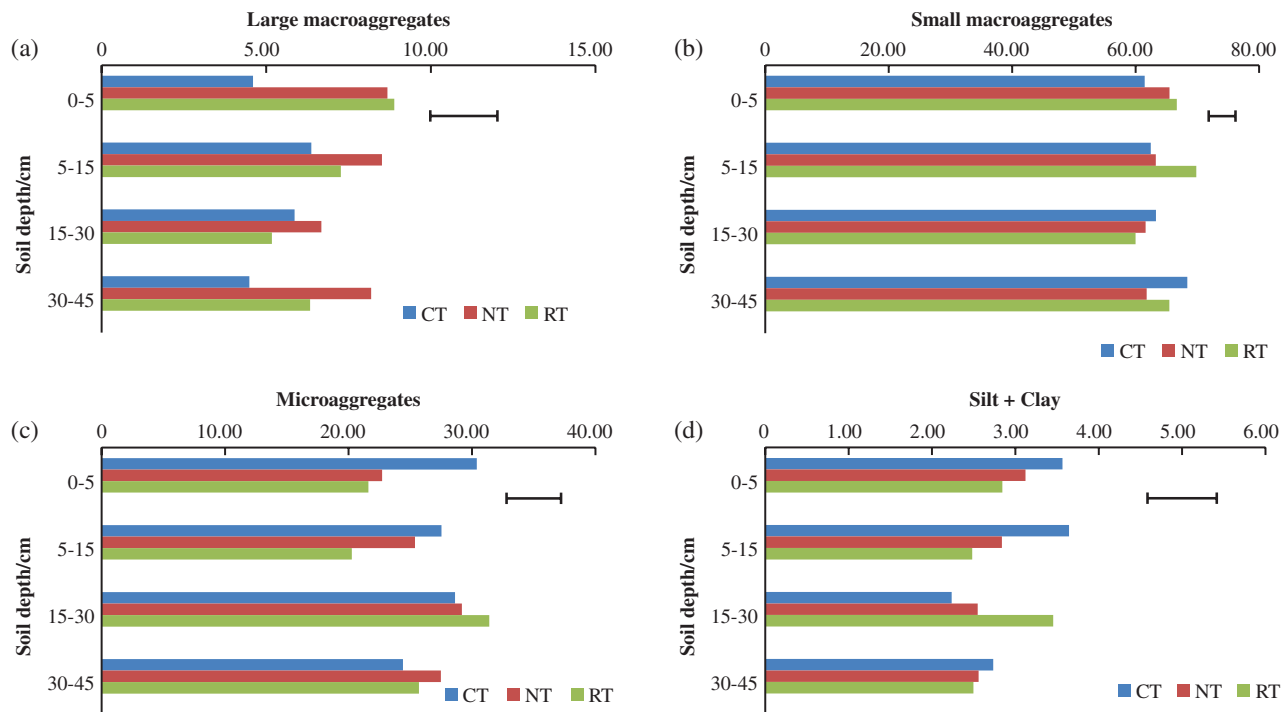 Large macroaggregates
(a)
0 5.00 10.00 15.00
Soil depth/cm
0-5
5-15
15-30
30-45
CT NT RT
Small macroaggregates
(b)
0 20.00 40.00 60.00 80.00
Soil depth/cm
0-5
5-15
15-30
30-45
CT NT RT
Microaggregates
(c)
0 10.00 20.00 30.00 40.00
Soil depth/cm
0-5
5-15
15-30
30-45
CT NT RT
Silt + Clay
(d)
0 1.00 2.00 3.00 4.00 5.00 6.00
Soil depth/cm
0-5
5-15
15-30
30-45
CT NT RT